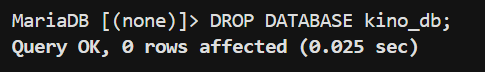 MariaDB [(none)]> DROP DATABASE kino_db;
Query OK, 0 rows affected (0.025 sec)